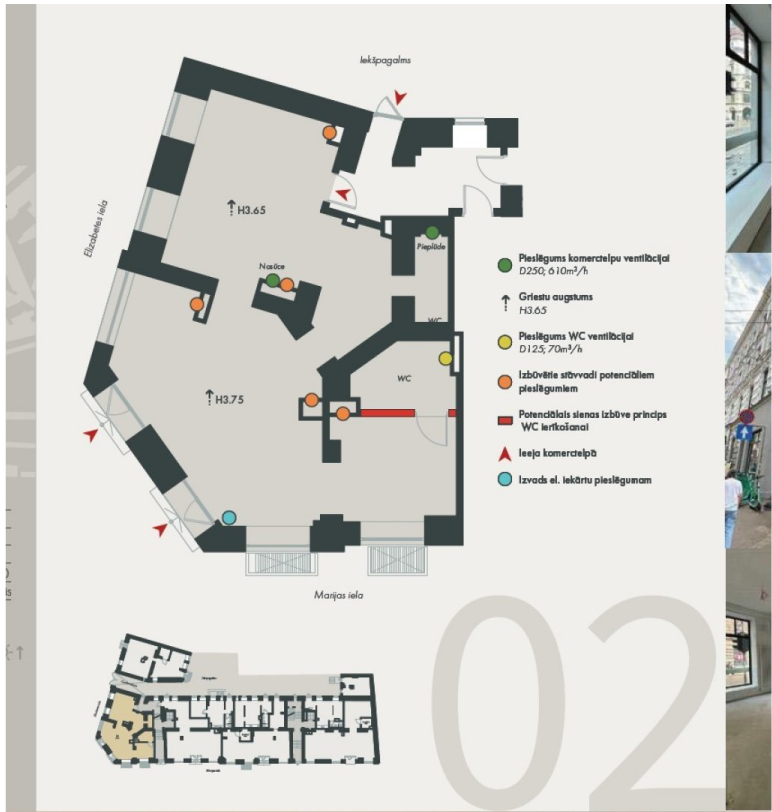 Iekšpagalms
Elizabetes iela
H3.65
Nosūce
Pieplūde
WC
WC
H3.75
Marijas iela
Pieslēgums komerctelpu ventilācijai
D250; 610m³/h
Griestu augstums
H3.65
Pieslēgums WC ventilācijai
D125; 70m³/h
Izbūvētie stāvvadi potenciāliem
pieslēgumiem
Potenciālais sienas izbūve princips
WC ierīkošanai
Ieeja komerctelpā
Izvads el. iekārtu pieslēgumam
02